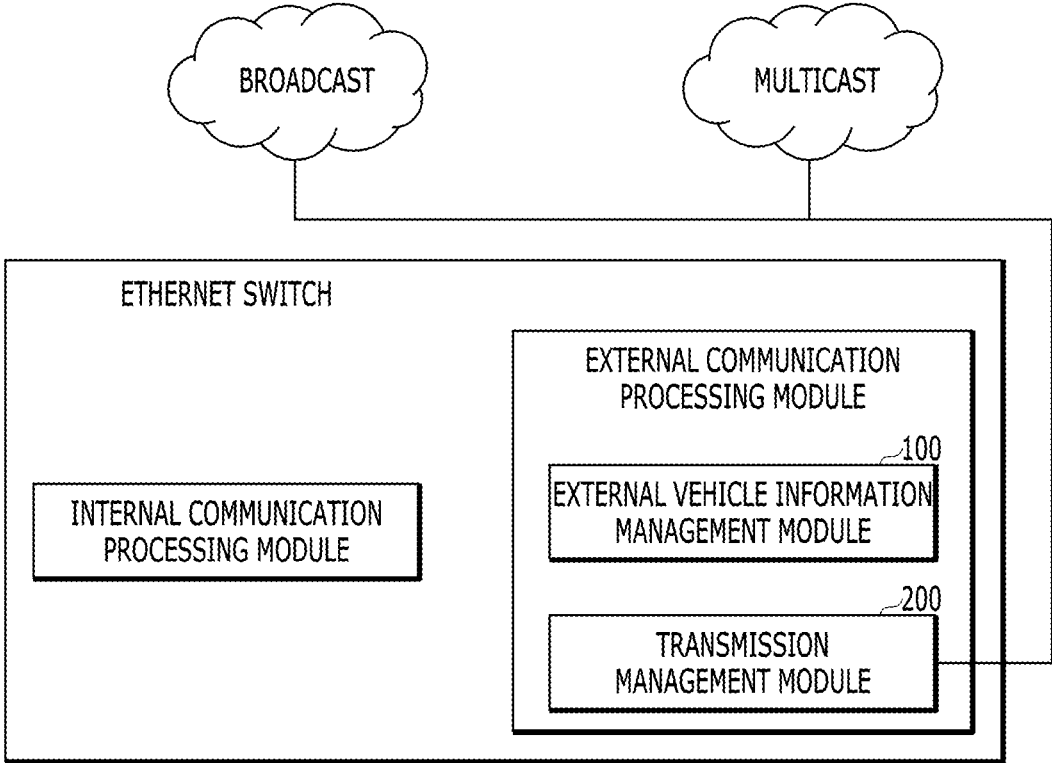 BROADCAST
MULTICAST
ETHERNET SWITCH
EXTERNAL COMMUNICATION
PROCESSING MODULE
100
EXTERNAL VEHICLE INFORMATION
MANAGEMENT MODULE
INTERNAL COMMUNICATION
PROCESSING MODULE
200
TRANSMISSION
MANAGEMENT MODULE